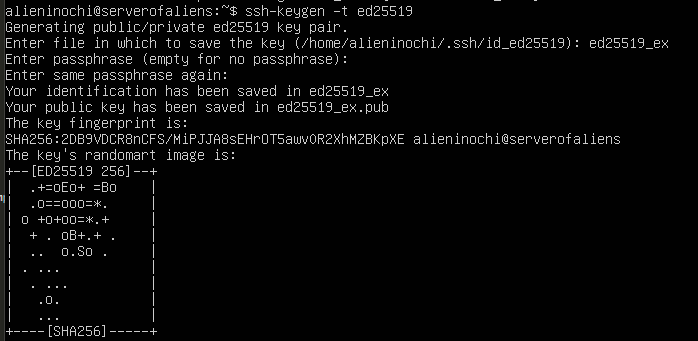 alieninochi@serverofaliens:~$ ssh-keygen -t ed25519
Generating public/private ed25519 key pair.
Enter file in which to save the key (/home/alieninochi/.ssh/id_ed25519): ed25519_ex
Enter passphrase (empty for no passphrase):
Enter same passphrase again:
Your identification has been saved in ed25519_ex
Your public key has been saved in ed25519_ex.pub
The key fingerprint is:
SHA256:2DB9VDCR8nCFS/MiPJJA8sEHrOT5awvOR2XhMZBKpXE alieninochi@serverofaliens
The key's randomart image is:
+--[ED25519 256]--+
|  .+=oEo+ =Bo    |
|  .o==ooo=*.     |
| o +o+oo=*.+     |
|  + . oB+.+ .    |
|  ..  o.So .     |
| . ...           |
|  . ...          |
|   .o.           |
|   ...           |
+----[SHA256]-----+